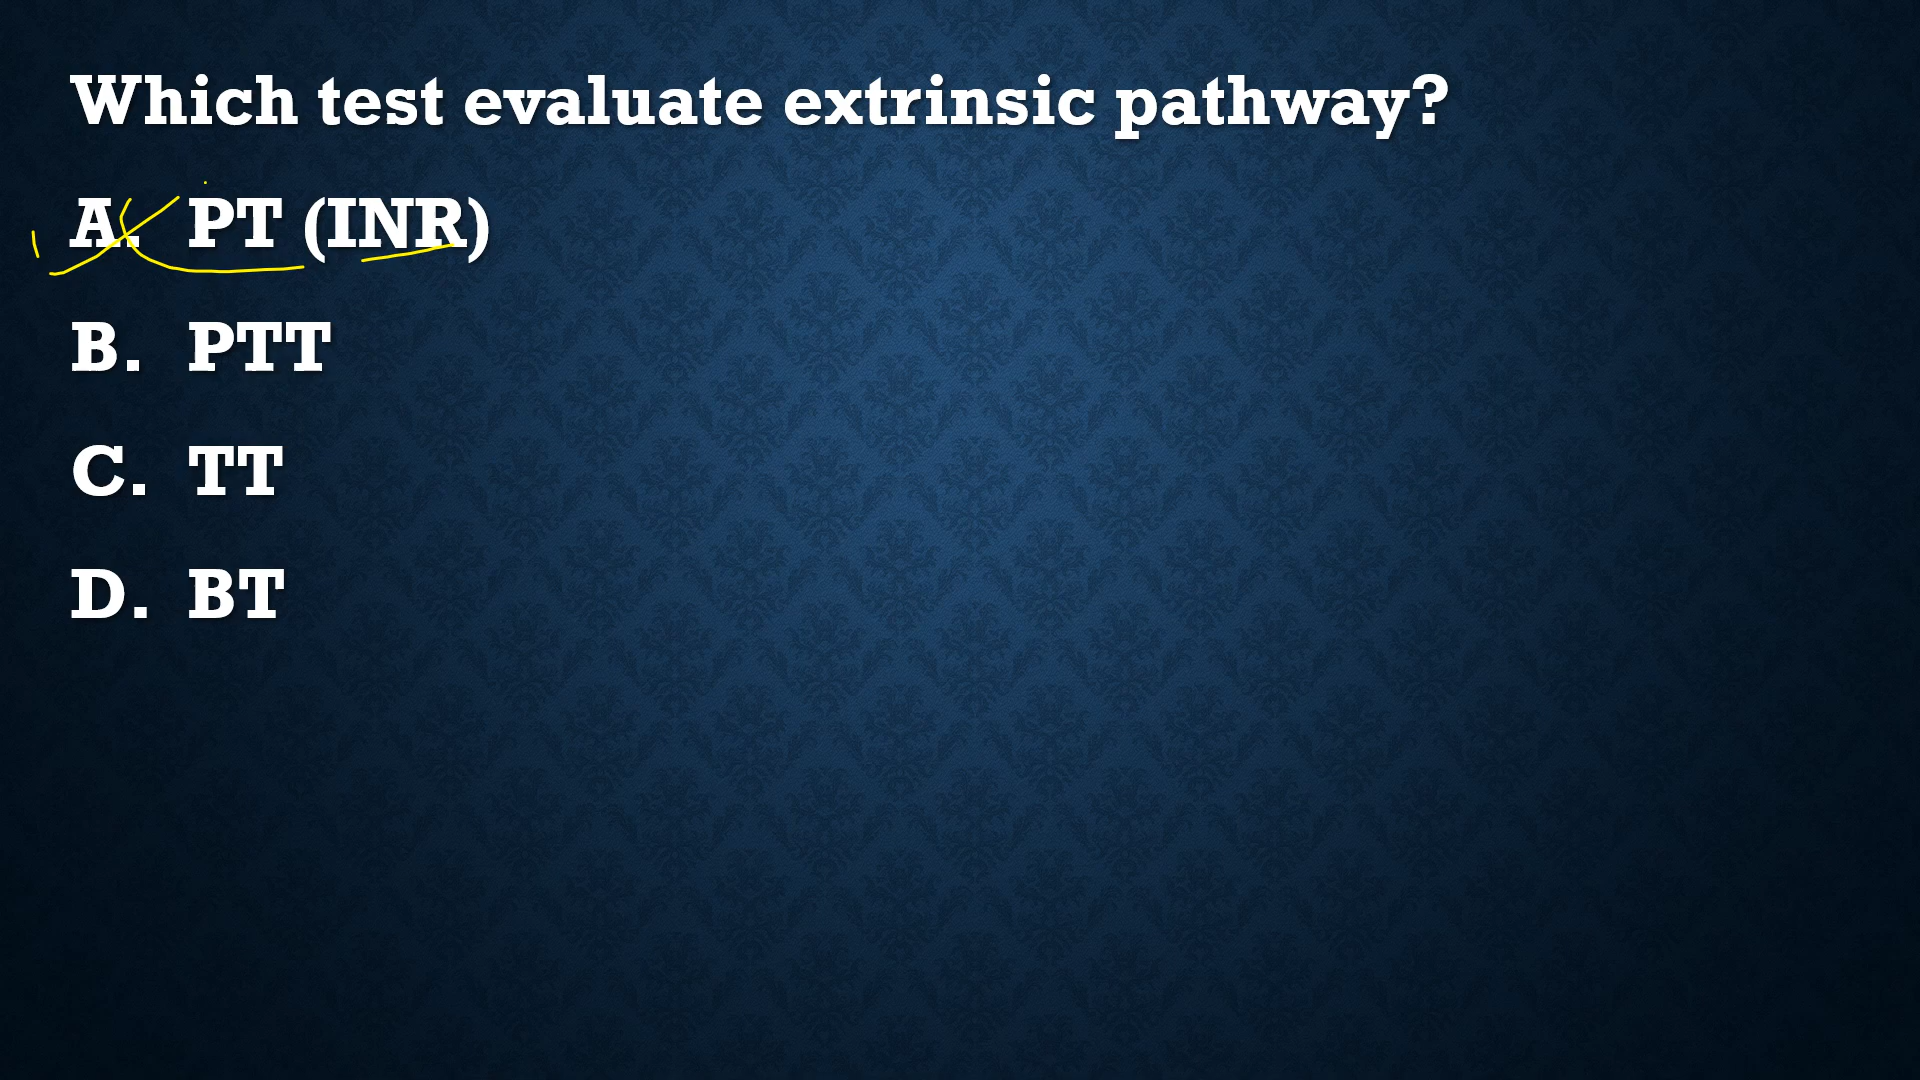 Which test evaluate extrinsic pathway?
A. PT (INR)
B. PTT
C. TT
D. BT